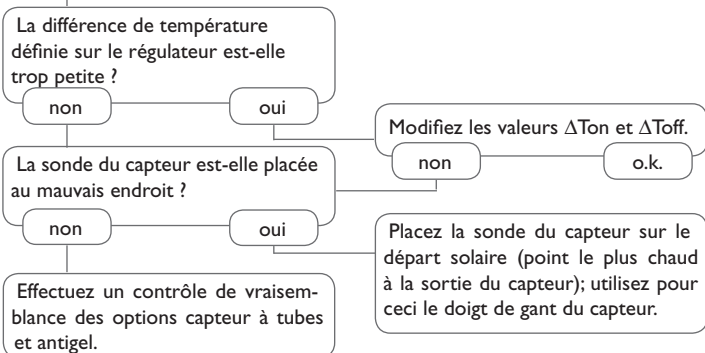 La différence de température
définie sur le régulateur est-elle
trop petite ?
non
oui
Modifiez les valeurs ∆Ton et ∆Toff.
non
o.k.
La sonde du capteur est-elle placée
au mauvais endroit ?
non
oui
Placez la sonde du capteur sur le
départ solaire (point le plus chaud
à la sortie du capteur); utilisez pour
ceci le doigt de gant du capteur.
Effectuez un contrôle de vraisem-
blance des options capteur à tubes
et antigel.